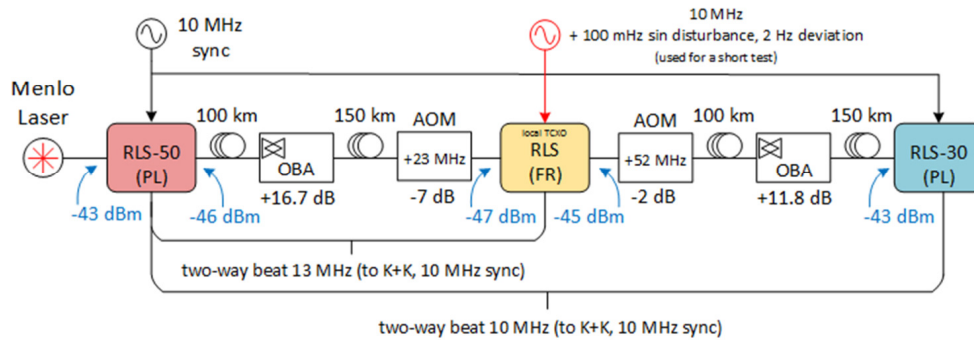 10 MHz
sync
10 MHz
+ 100 mHz sin disturbance, 2 Hz deviation
(used for a short test)
Menlo
Laser
RLS-50
(PL)
100 km
OBA
+16.7 dB
150 km
AOM
+23 MHz
-7 dB
local TCXO
RLS
(FR)
AOM
+52 MHz
-2 dB
100 km
OBA
+11.8 dB
150 km
RLS-30
(PL)
-43 dBm
-46 dBm
-47 dBm
-45 dBm
-43 dBm
two-way beat 13 MHz (to K+K, 10 MHz sync)
two-way beat 10 MHz (to K+K, 10 MHz sync)